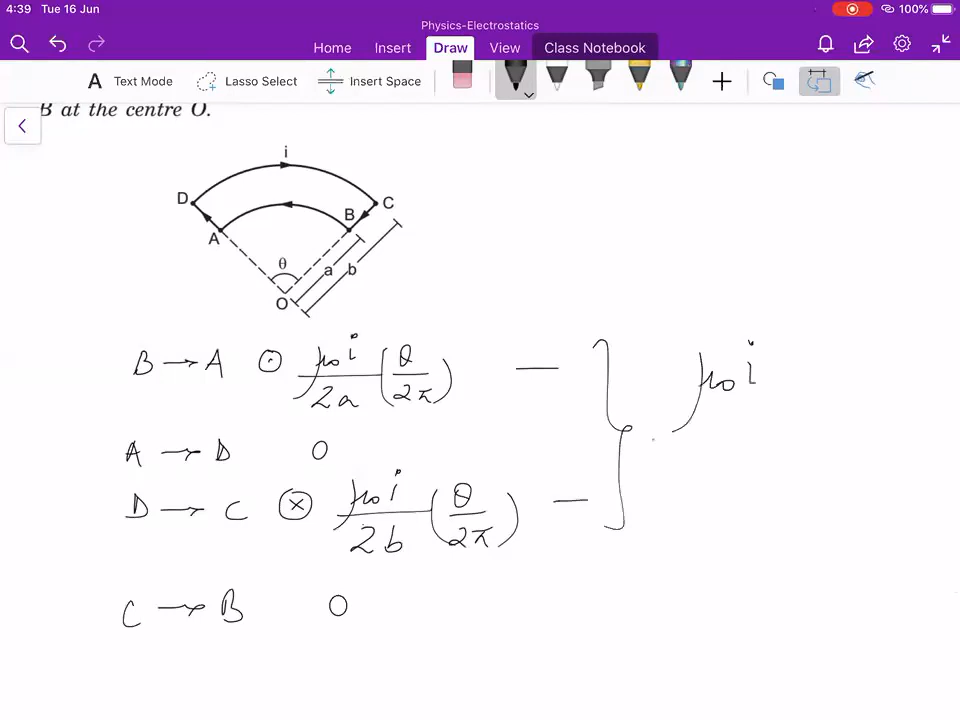 4:39 Tue 16 Jun 100%
Physics-Electrostatics
Home Insert Draw View Class Notebook
A Text Mode Lasso Select Insert Space
B at the centre O.
i
D C
B
A
θ
a b
O
B → A ⊙ μ₀i/2a (θ/2π) —
μ₀i
A → D 0
D → C ⊗ μ₀i/2b (θ/2π) —
C → B 0